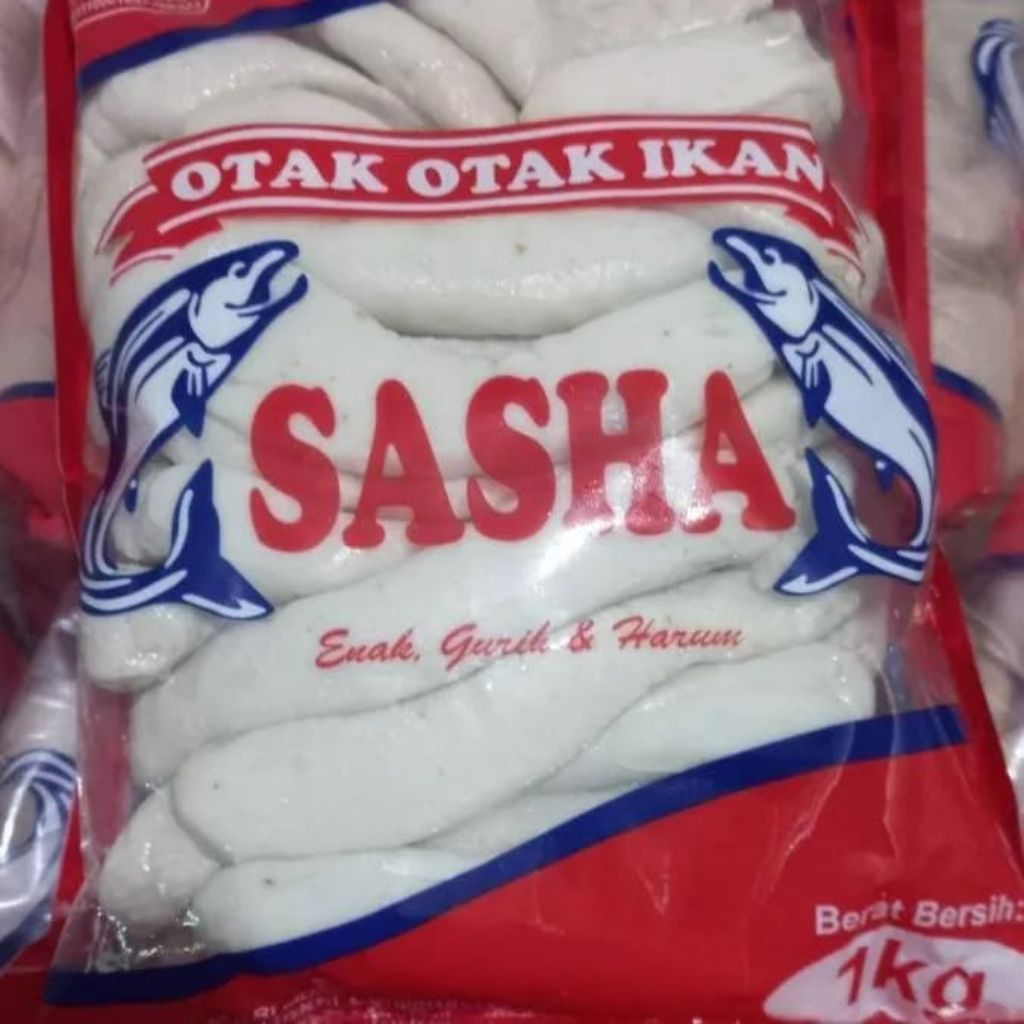 OTAK OTAK IKAN
SASHA
Enak, Gurih & Harum
Berat Bersih:
1kg